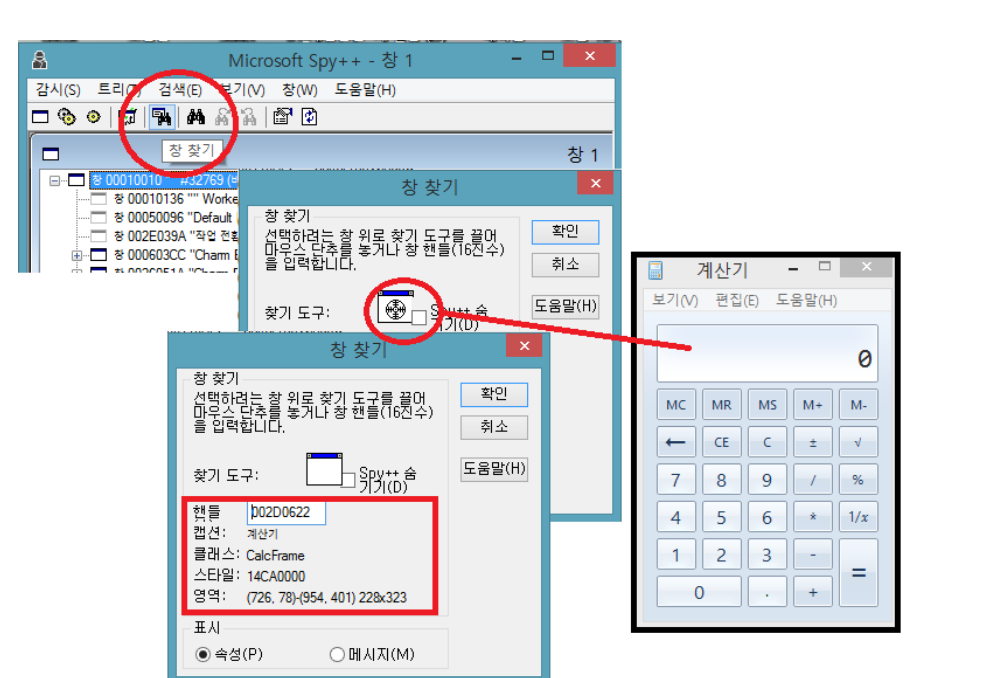 Microsoft Spy++ - 창 1
감시(S) 트리(T) 검색(E) 보기(V) 창(W) 도움말(H)
창 찾기
창 1
창 00010010 "" #32769
창 00010136 "" Worke
창 00050096 "Default
창 002E039A "작업 전환
창 000603CC "Charm
창 찾기
창 찾기
선택하려는 창 위로 찾기 도구를 끌어
마우스 단추를 놓거나 창 핸들(16진수)
을 입력합니다.
확인
취소
도움말(H)
찾기 도구:
Spy++ 숨
기기(D)
계산기
보기(V) 편집(E) 도움말(H)
0
MC MR MS M+ M-
← CE C ± √
7 8 9 / %
4 5 6 * 1/x
1 2 3 - =
0 . +
창 찾기
창 찾기
선택하려는 창 위로 찾기 도구를 끌어
마우스 단추를 놓거나 창 핸들(16진수)
을 입력합니다.
확인
취소
도움말(H)
찾기 도구:
Spy++ 숨
기기(D)
핸들 002D0622
캡션: 계산기
클래스: CalcFrame
스타일: 14CA0000
영역: (726, 78)-(954, 401) 228x323
표시
속성(P) 메시지(M)